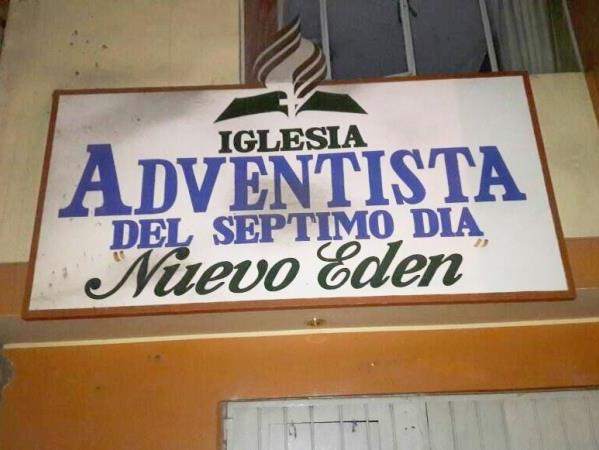 IGLESIA
ADVENTISTA
DEL SEPTIMO DIA
"Nuevo Eden"